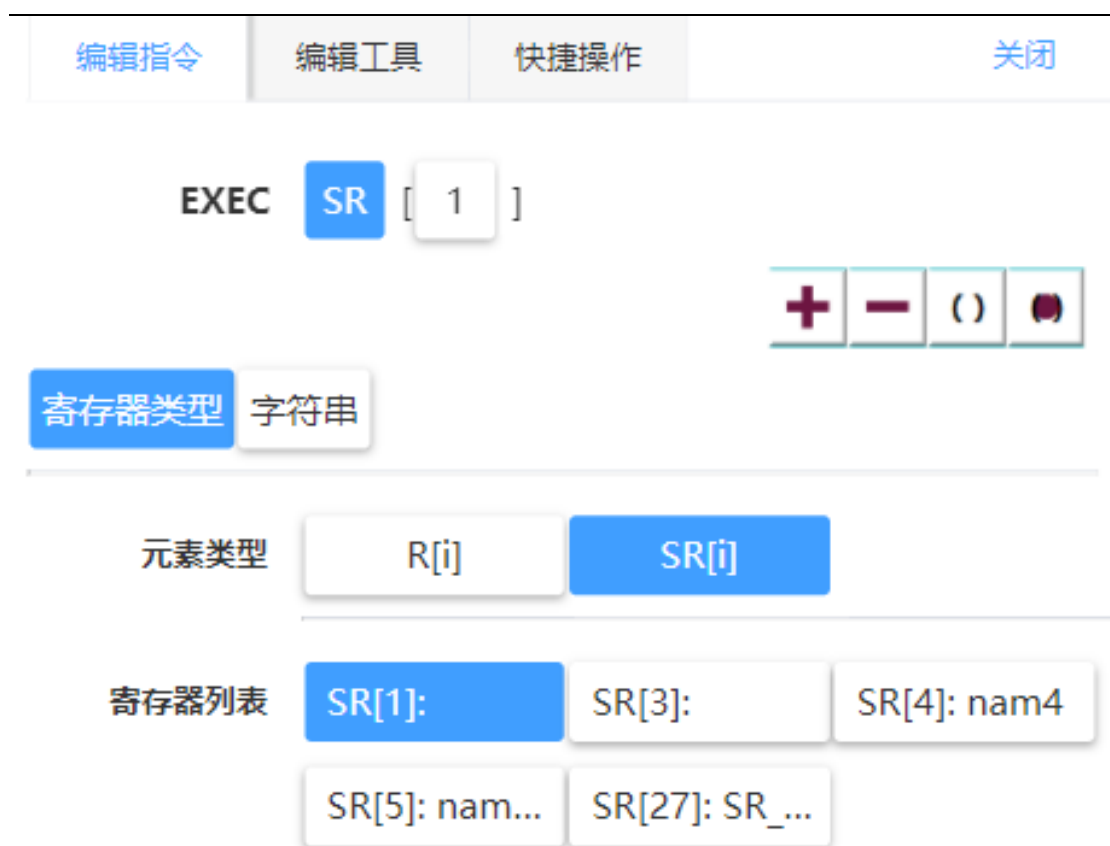 编辑指令 编辑工具 快捷操作 关闭
EXEC SR [ 1 ]
+ − ( ) (●)
寄存器类型 字符串
元素类型 R[i] SR[i]
寄存器列表 SR[1]: SR[3]: SR[4]: nam4
SR[5]: nam... SR[27]: SR_...